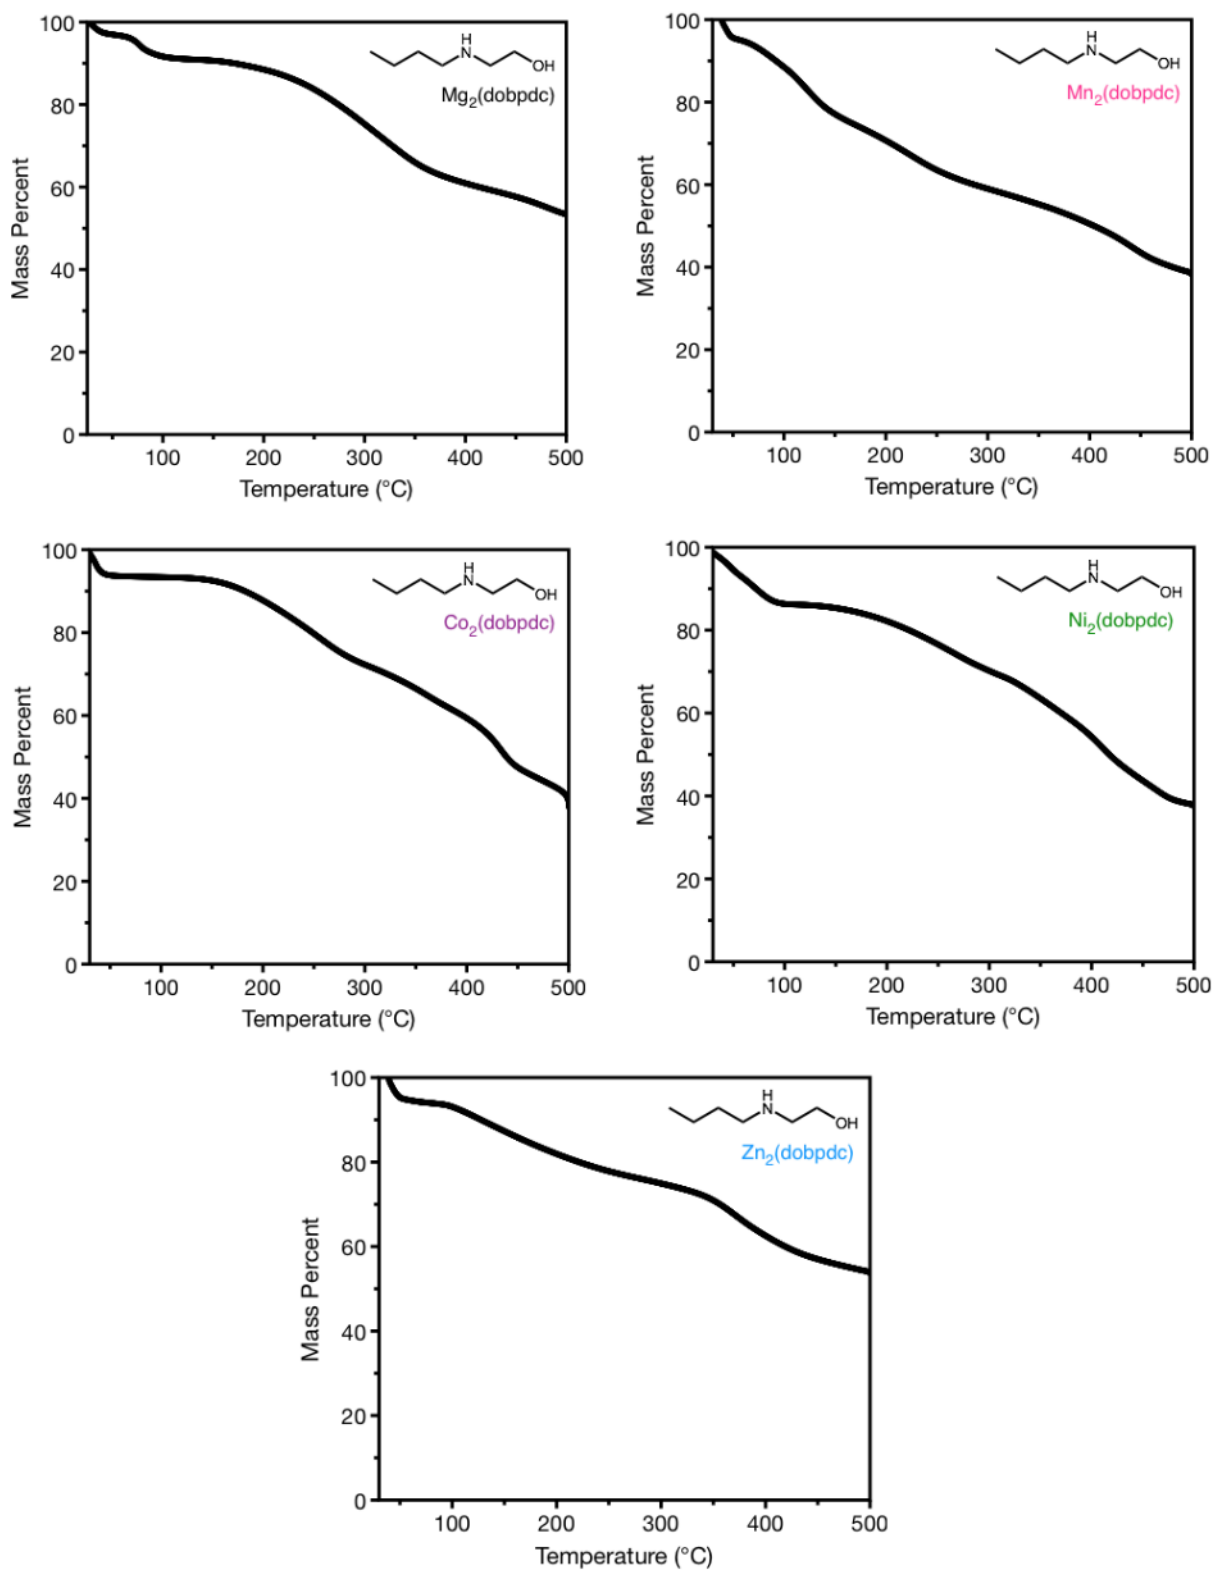 100
80
60
40
20
0
Mass Percent
100 200 300 400 500
Temperature (°C)
H
N
OH
Mg2(dobpdc)
100
80
60
40
20
0
Mass Percent
100 200 300 400 500
Temperature (°C)
H
N
OH
Mn2(dobpdc)
100
80
60
40
20
0
Mass Percent
100 200 300 400 500
Temperature (°C)
H
N
OH
Co2(dobpdc)
100
80
60
40
20
0
Mass Percent
100 200 300 400 500
Temperature (°C)
H
N
OH
Ni2(dobpdc)
100
80
60
40
20
0
Mass Percent
100 200 300 400 500
Temperature (°C)
H
N
OH
Zn2(dobpdc)